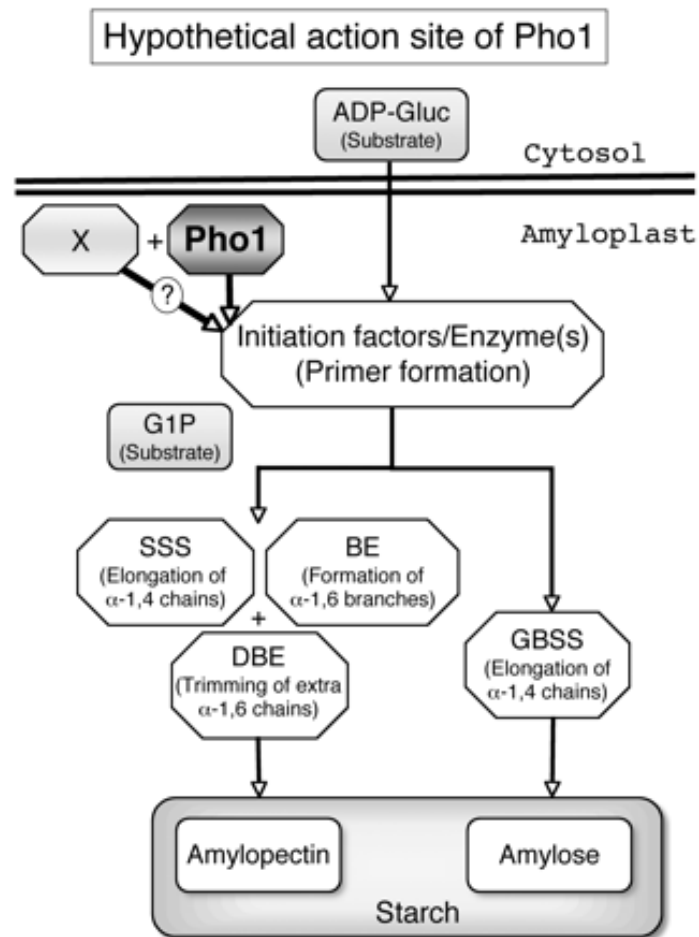 Hypothetical action site of Pho1
ADP-Gluc
(Substrate)
Cytosol
Amyloplast
X
+
Pho1
?
Initiation factors/Enzyme(s)
(Primer formation)
G1P
(Substrate)
SSS
(Elongation of
α-1,4 chains)
BE
(Formation of
α-1,6 branches)
+
DBE
(Trimming of extra
α-1,6 chains)
GBSS
(Elongation of
α-1,4 chains)
Amylopectin
Amylose
Starch